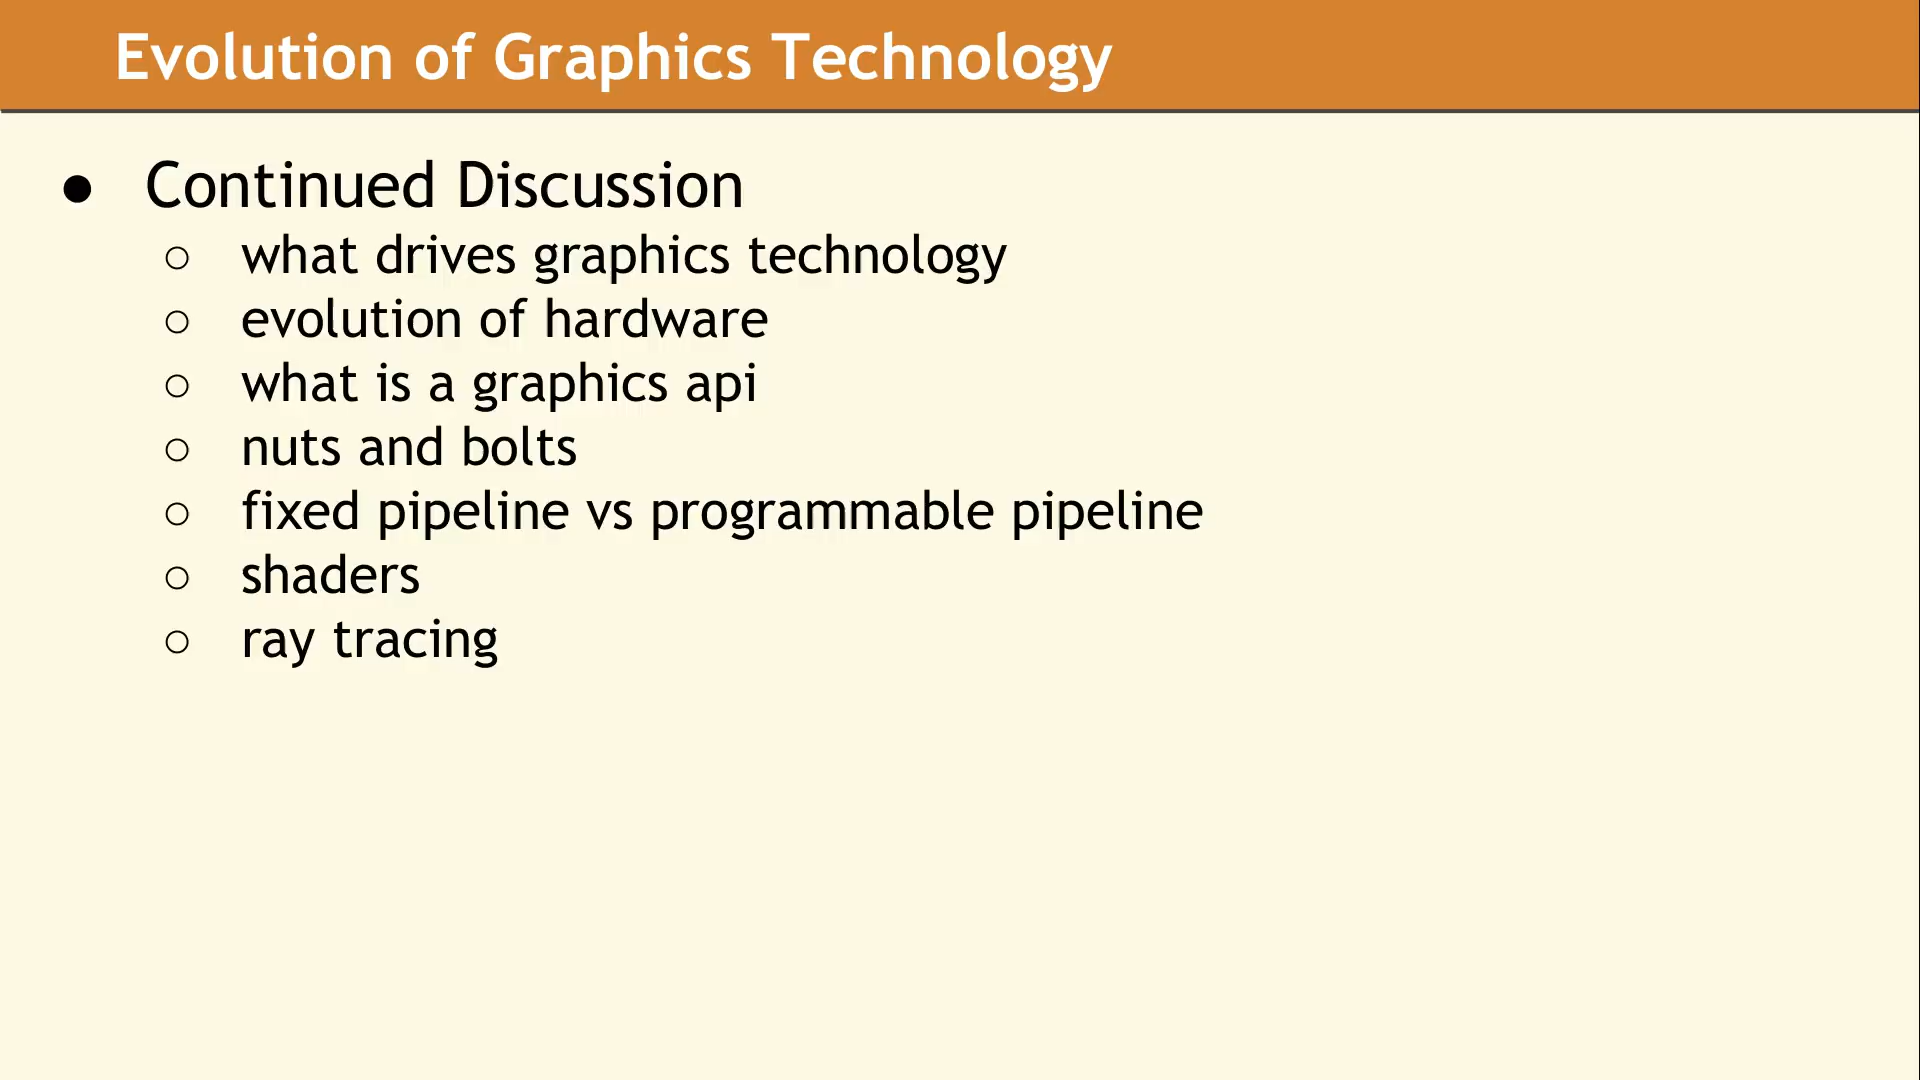 Evolution of Graphics Technology
● Continued Discussion
○ what drives graphics technology
○ evolution of hardware
○ what is a graphics api
○ nuts and bolts
○ fixed pipeline vs programmable pipeline
○ shaders
○ ray tracing